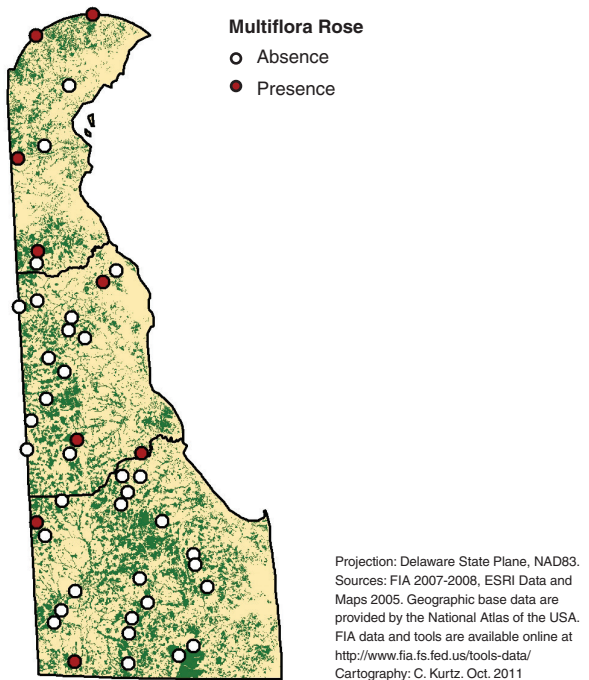 Multiflora Rose
Absence
Presence
Projection: Delaware State Plane, NAD83.
Sources: FIA 2007-2008, ESRI Data and
Maps 2005. Geographic base data are
provided by the National Atlas of the USA.
FIA data and tools are available online at
http://www.fia.fs.fed.us/tools-data/
Cartography: C. Kurtz. Oct. 2011